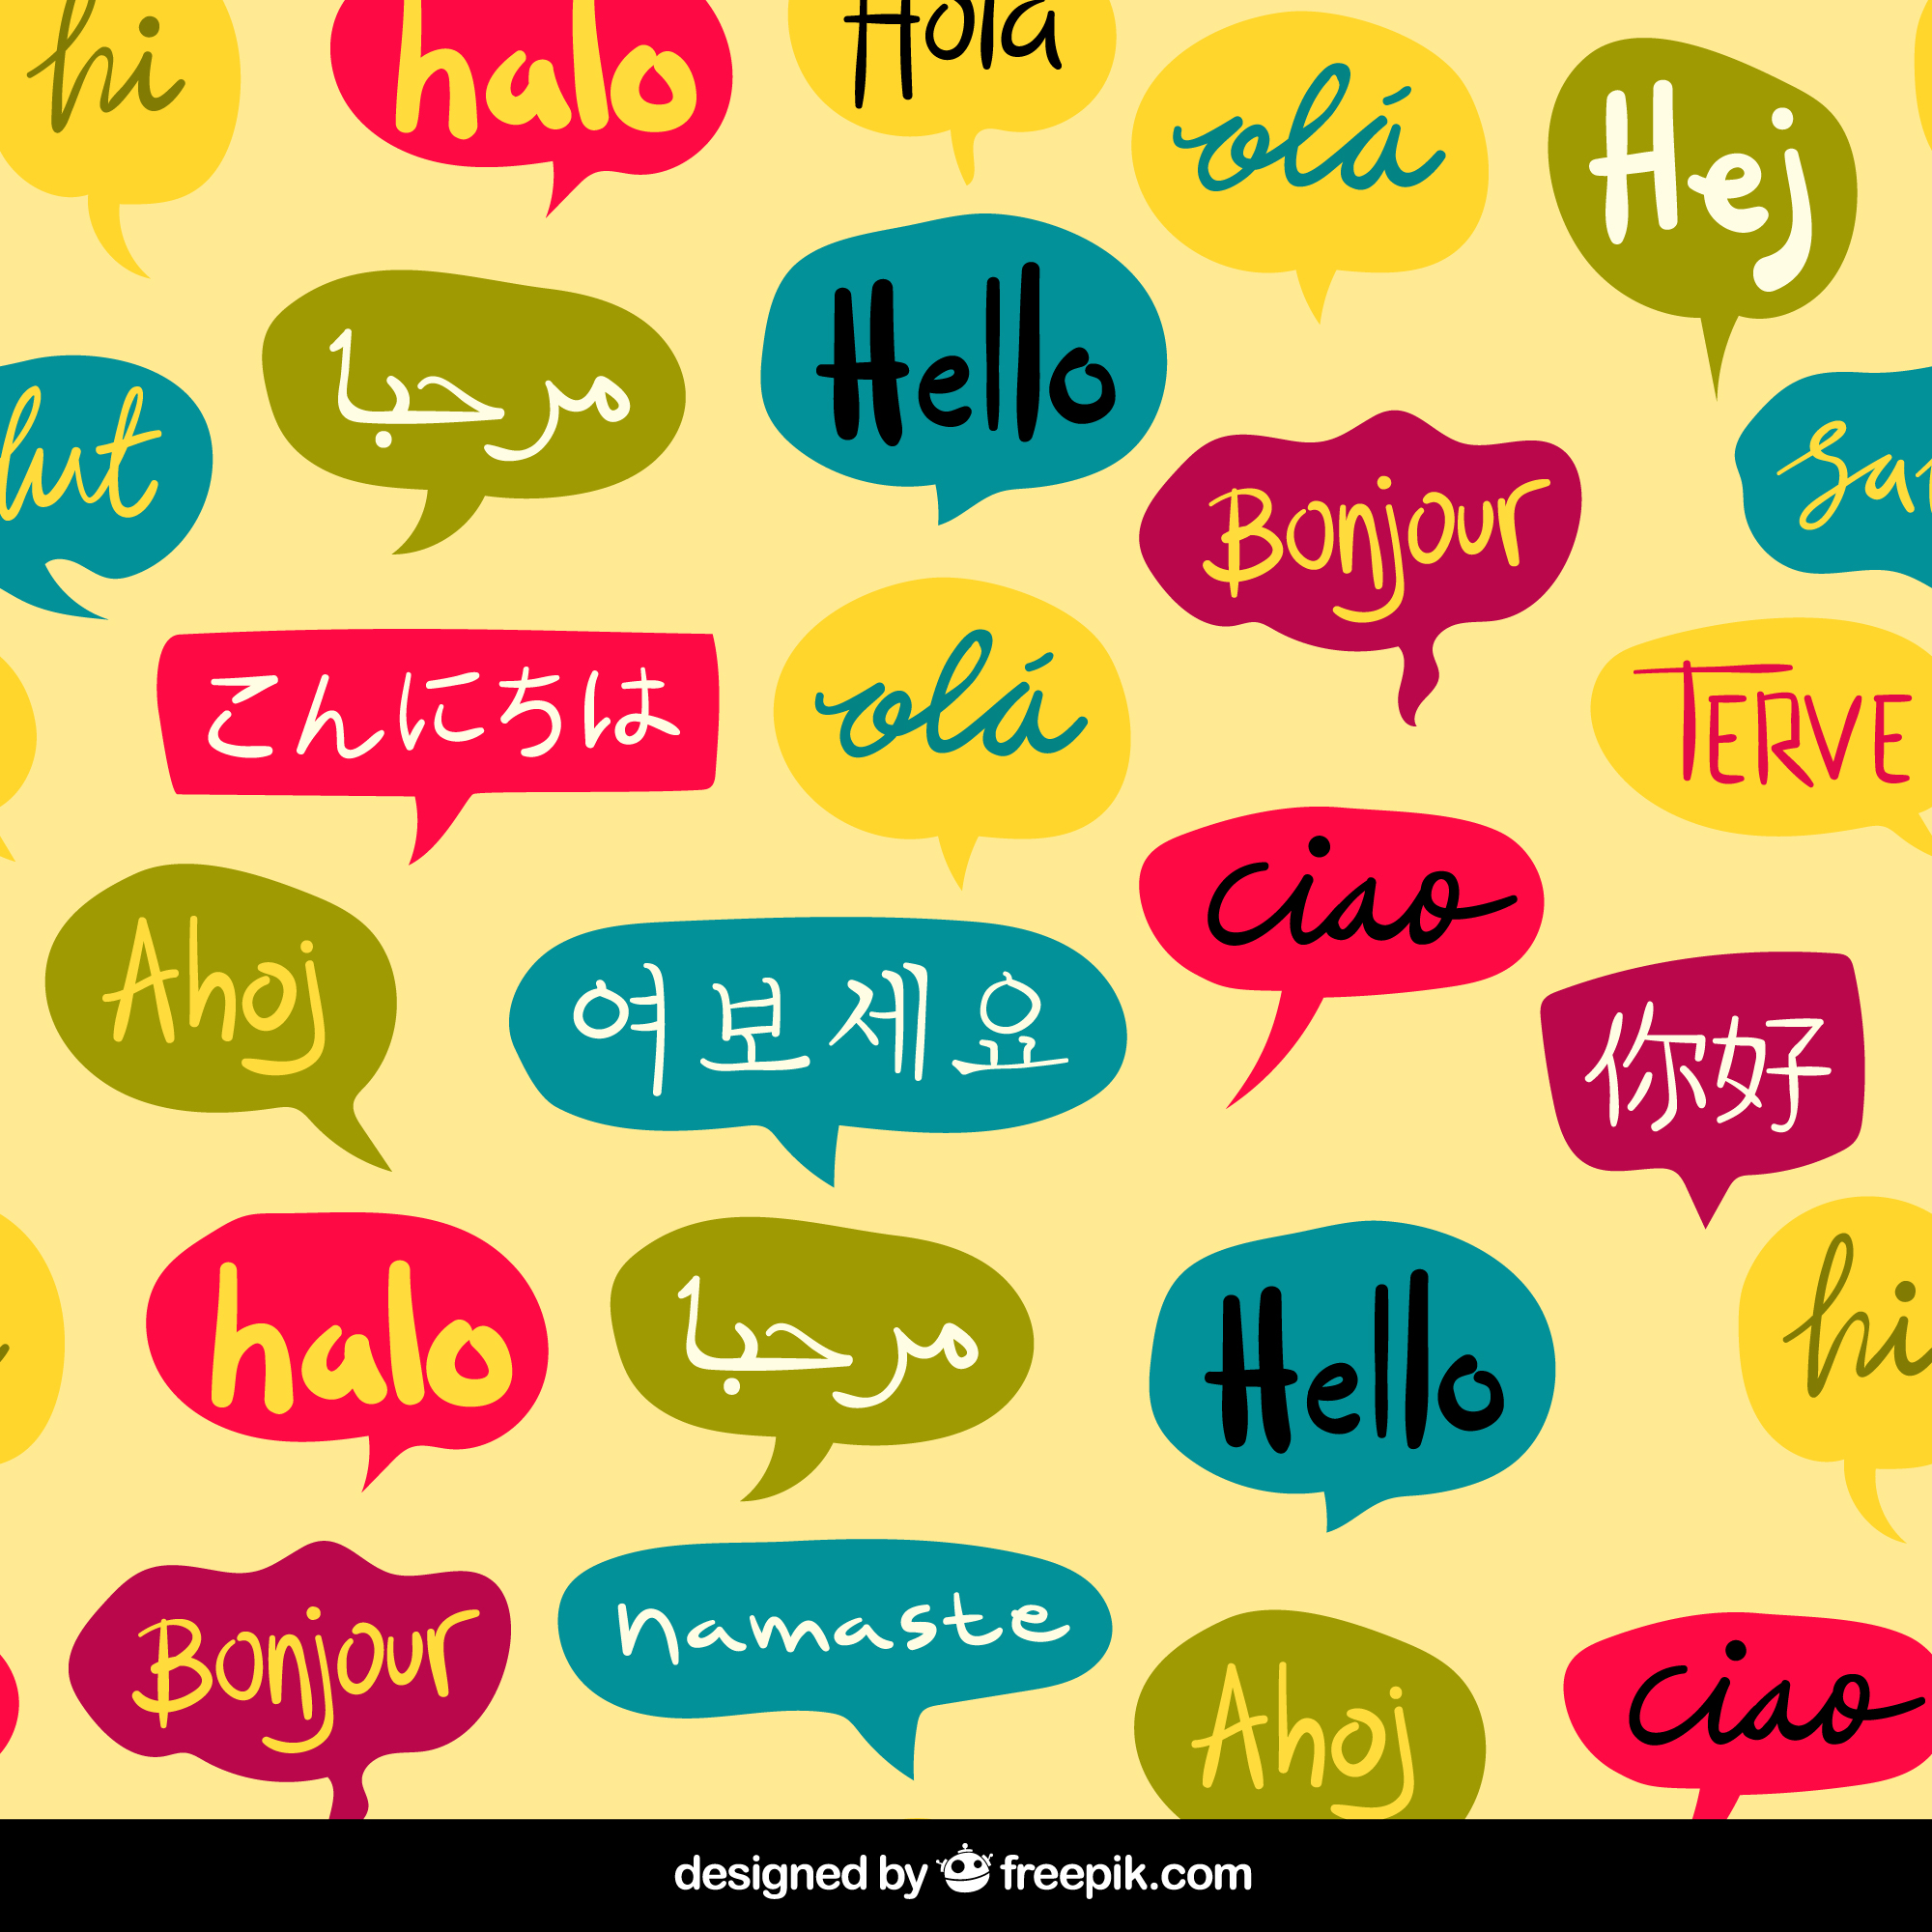 hi
halo
Hola
olá
Hej
مرحبا
Hello
Bonjour
こんにちは
olá
TERVE
ciao
Ahoj
여보세요
你好
halo
مرحبا
Hello
hi
Bonjour
namaste
Ahoj
ciao
designed by freepik.com